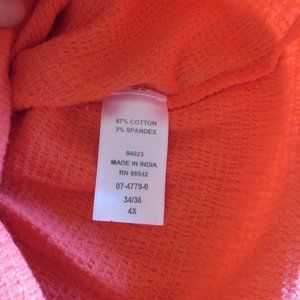 97% COTTON
3% SPANDEX
04023
MADE IN INDIA
RN 88842
07-4779-0
34/36
4X